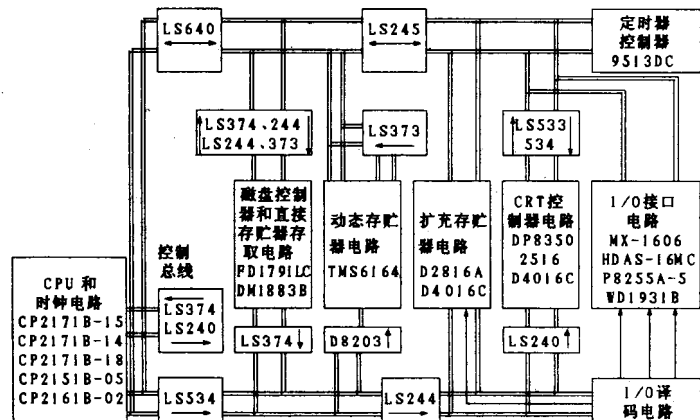 LS640
LS245
定时器
控制器
9513DC
LS374、244
LS244、373
LS373
LS533
534
磁盘控制
器和直接
存贮器存
取电路
FD1791LC
DM1883B
动态存贮
器电路
TMS6164
扩充存贮
器电路
D2816A
D4016C
CRT控
制器电路
DP8350
2516
D4016C
I/O接口
电路
MX-1606
HDAS-16MC
P8255A-5
WD1931B
控制
总线
CPU和
时钟电路
CP2171B-15
CP2171B-14
CP2171B-18
CP2151B-05
CP2161B-02
LS374
LS240
LS374
D8203
LS240
LS534
LS244
I/O译
码电路